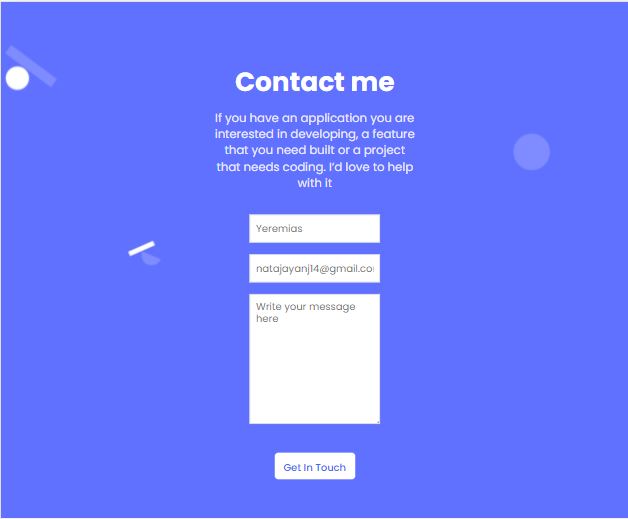 Contact me
If you have an application you are
interested in developing, a feature
that you need built or a project
that needs coding. I'd love to help
with it
Yeremias
natajayanj14@gmail.co
Write your message
here
Get In Touch